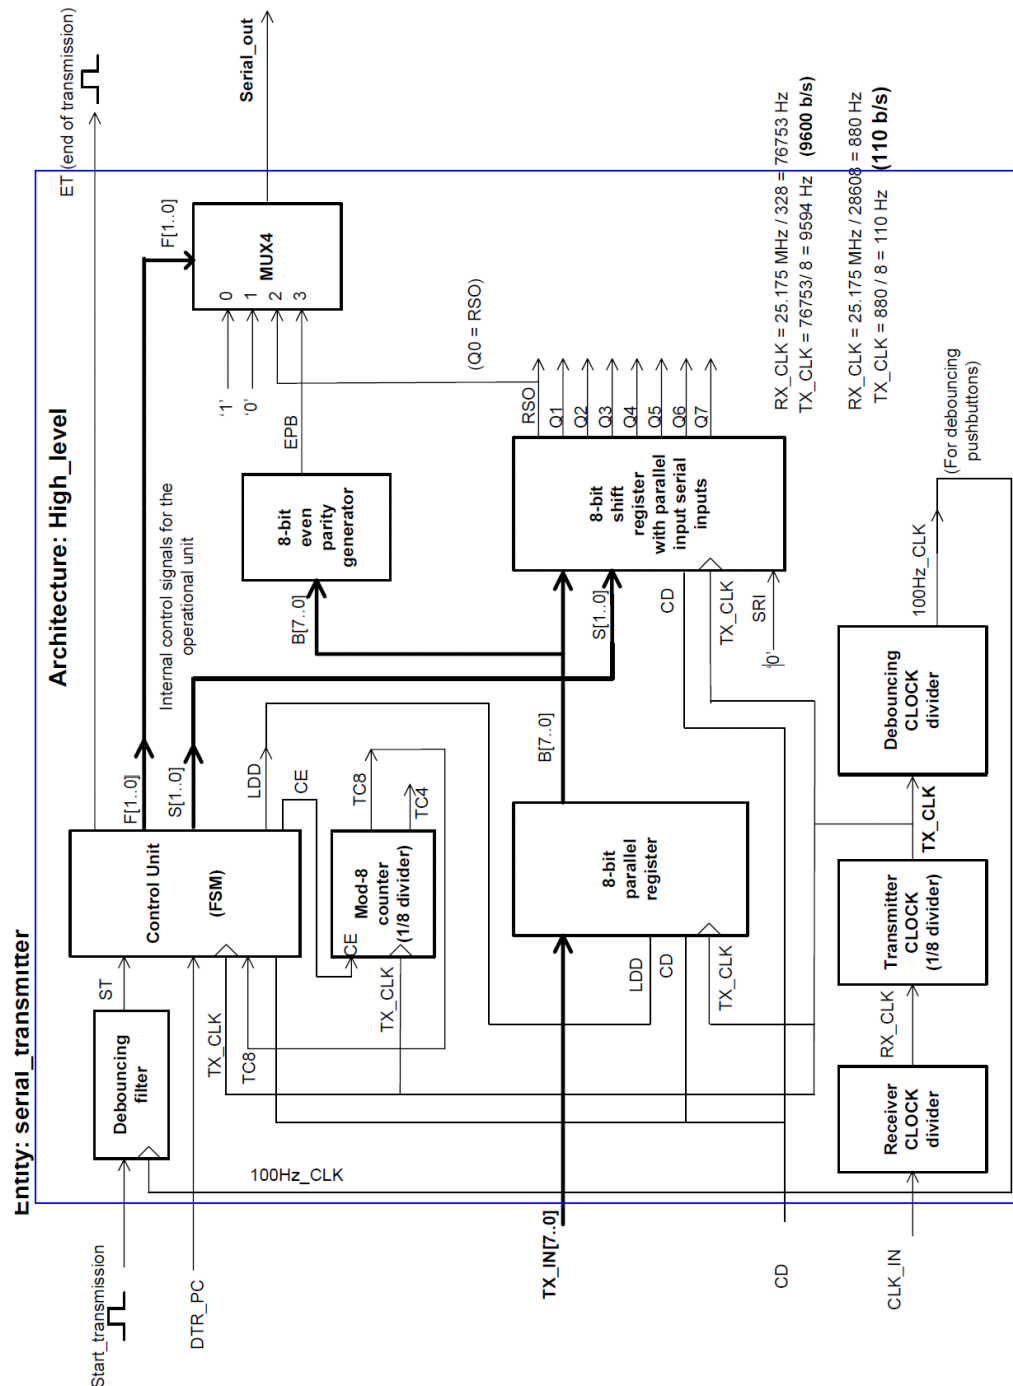 Entity: serial_transmitter
Architecture: High_level
Start_transmission
DTR_PC
TX_IN[7..0]
CD
CLK_IN
100Hz_CLK
Debouncing
filter
ST
TX_CLK
TC8
Control Unit
(FSM)
ET (end of transmission)
F[1..0]
S[1..0]
LDD
CE
Internal control signals for the
operational unit
CE
TX_CLK
Mod-8
counter
(1/8 divider)
TC8
TC4
F[1..0]
MUX4
0
1
2
3
'1'
'0'
EPB
Serial_out
8-bit
even
parity
generator
B[7..0]
(Q0 = RSO)
LDD
CD
TX_CLK
8-bit
parallel
register
B[7..0]
S[1..0]
CD
TX_CLK
SRI
'0'
8-bit
shift
register
with parallel
input serial
inputs
RSO
Q1
Q2
Q3
Q4
Q5
Q6
Q7
Receiver
CLOCK
divider
RX_CLK
Transmitter
CLOCK
(1/8 divider)
TX_CLK
Debouncing
CLOCK
divider
100Hz_CLK
(For debouncing
pushbuttons)
RX_CLK = 25.175 MHz / 328 = 76753 Hz
TX_CLK = 76753/ 8 = 9594 Hz (9600 b/s)
RX_CLK = 25.175 MHz / 28608 = 880 Hz
TX_CLK = 880/ 8 = 110 Hz (110 b/s)